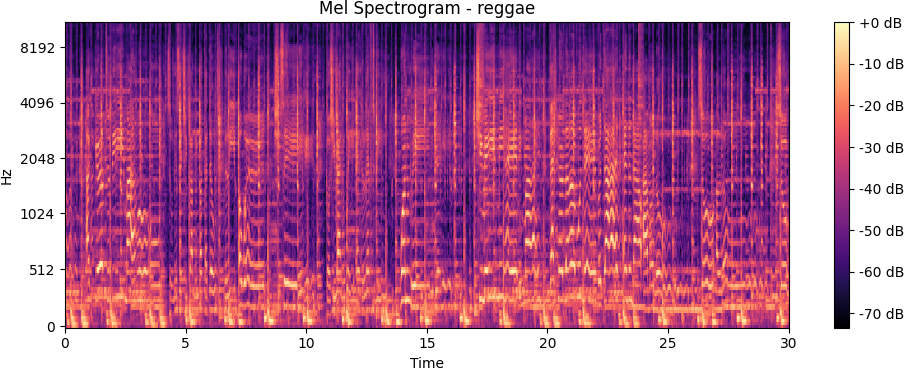 Mel Spectrogram - reggae
Hz
8192
4096
2048
1024
512
0
0 5 10 15 20 25 30
Time
+0 dB
-10 dB
-20 dB
-30 dB
-40 dB
-50 dB
-60 dB
-70 dB